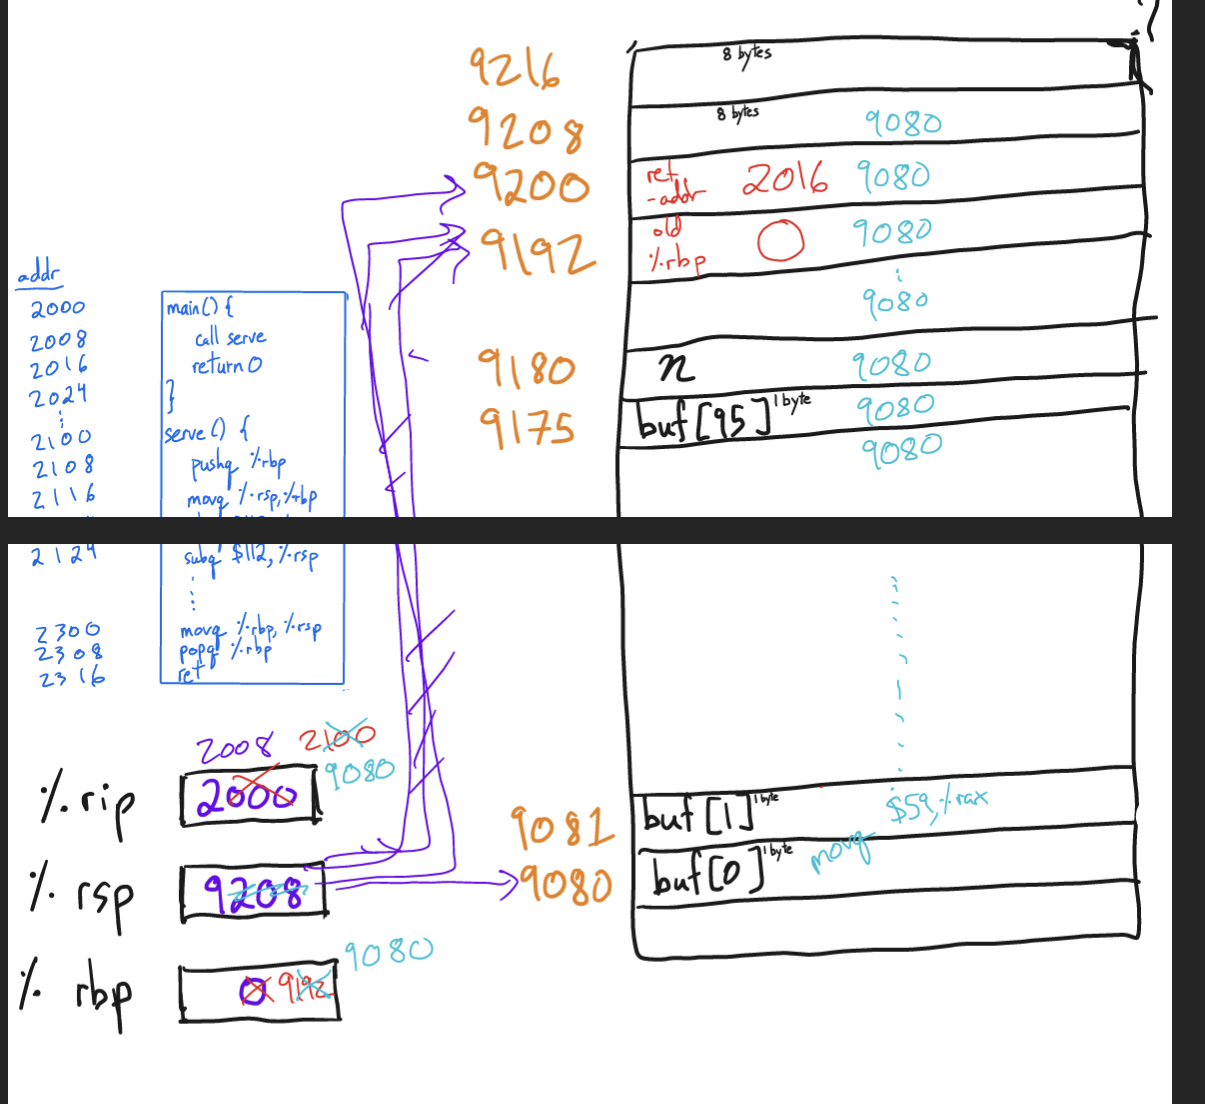 ?
9216 8 bytes
9208 8 bytes 9080
9200 ret-addr 2016 9080
9192 old %rbp 0 9080
9080
9180 n 9080
9175 buf[95] 1 byte 9080
9080
addr
2000 main() {
2008 call serve
2016 return 0
2024 }
2100 serve() {
2108 pushq %rbp
2116 movq %rsp,%rbp
2124 subq $112,%rsp
2300 movq %rbp,%rsp
2308 popq %rbp
2316 ret
2008 2100
%rip 2000 9080
9081 buf[1] 1 byte
movq $59,%rax
%rsp 9208
9080 buf[0] 1 byte
%rbp 0 9192 9080